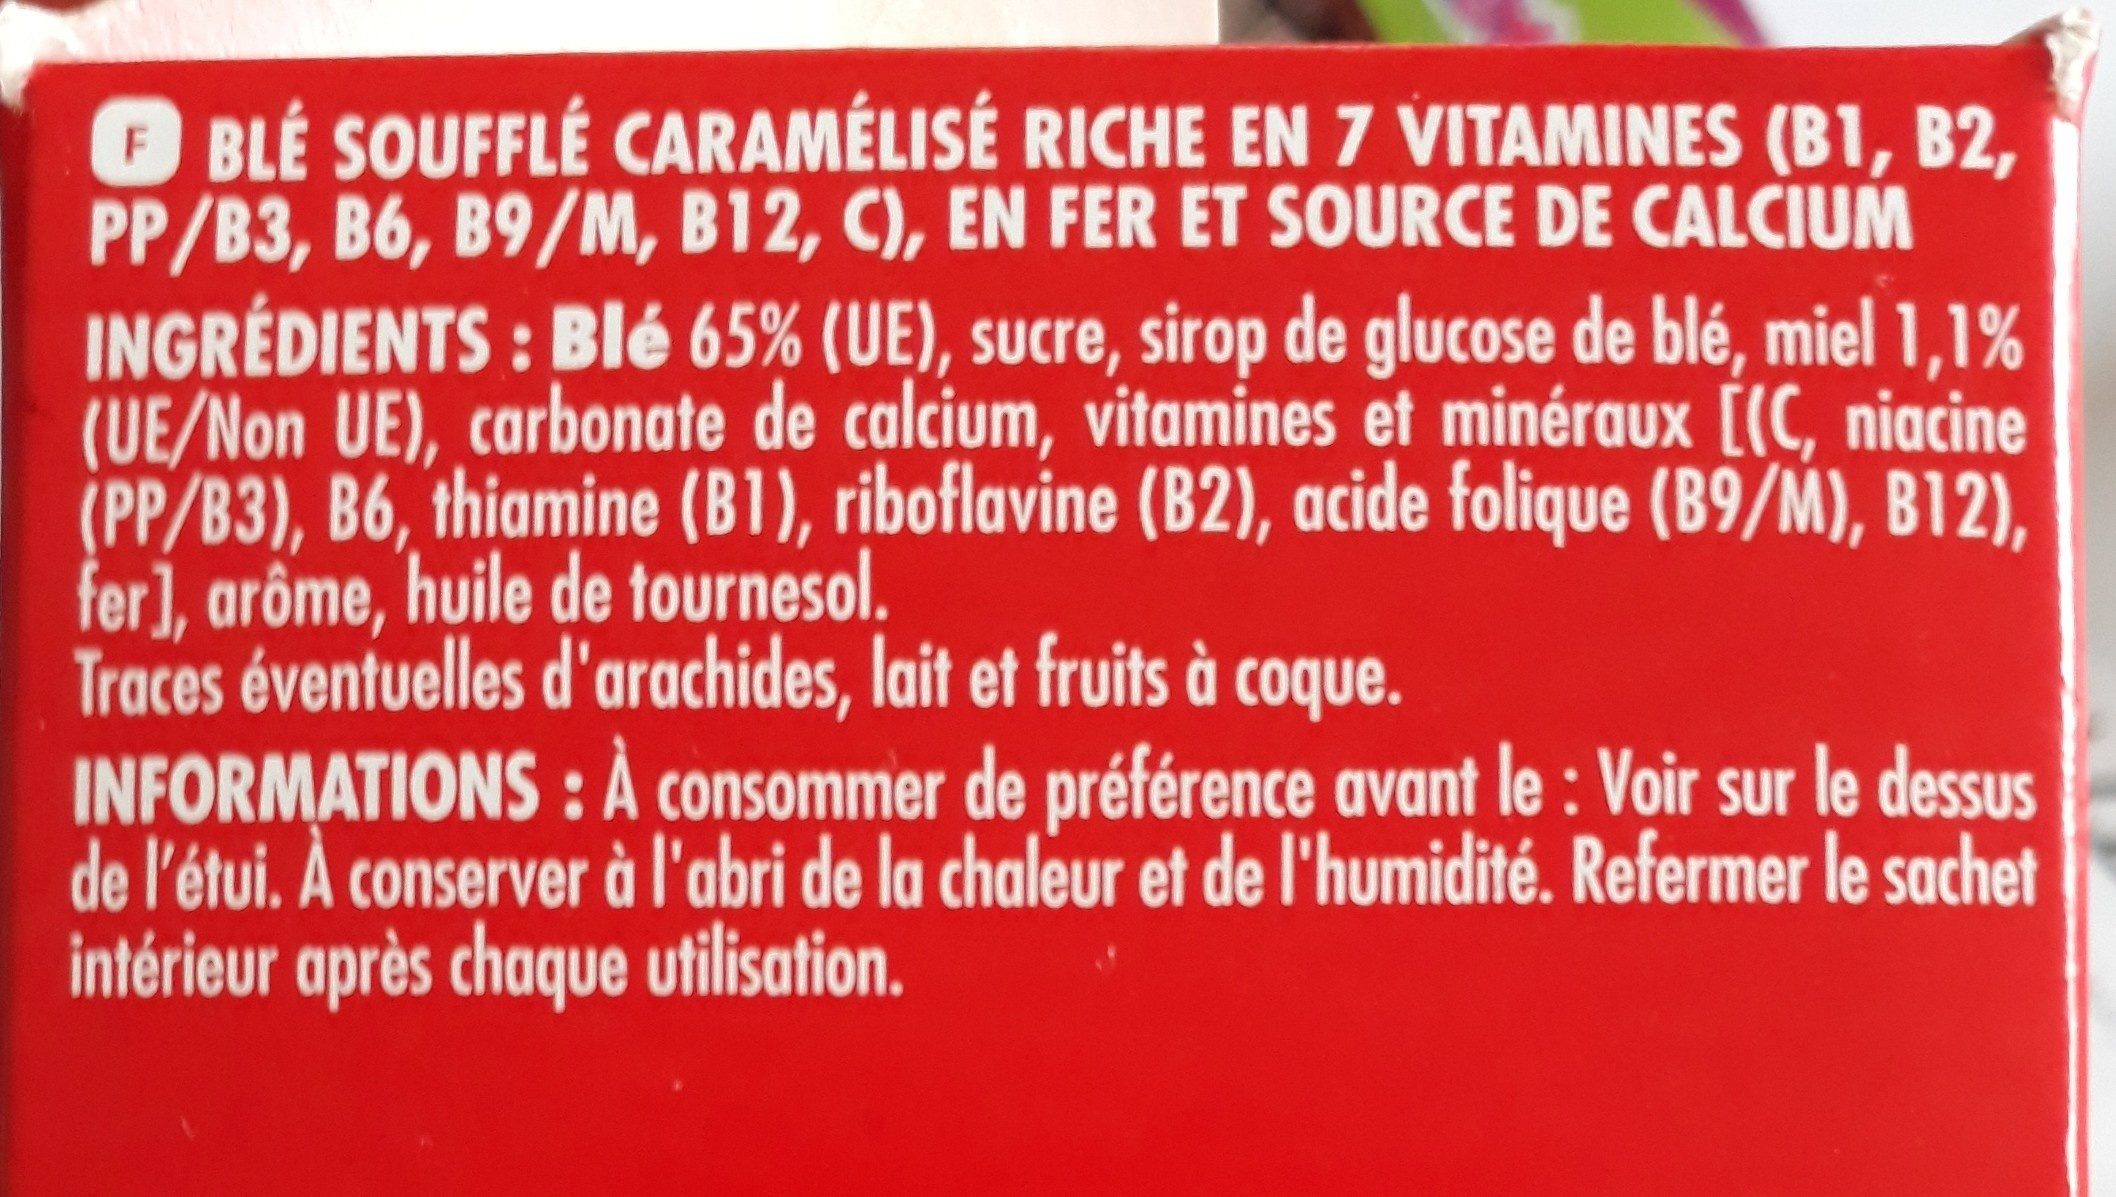 F BLÉ SOUFFLÉ CARAMÉLISÉ RICHE EN 7 VITAMINES (B1, B2,
PP/B3, B6, B9/M, B12, C), EN FER ET SOURCE DE CALCIUM
INGRÉDIENTS : Blé 65% (UE), sucre, sirop de glucose de blé, miel 1,1%
(UE/Non UE), carbonate de calcium, vitamines et minéraux [(C, niacine
(PP/B3), B6, thiamine (B1), riboflavine (B2), acide folique (B9/M), B12),
fer], arôme, huile de tournesol.
Traces éventuelles d'arachides, lait et fruits à coque.
INFORMATIONS : À consommer de préférence avant le : Voir sur le dessus
de l'étui. À conserver à l'abri de la chaleur et de l'humidité. Refermer le sachet
intérieur après chaque utilisation.